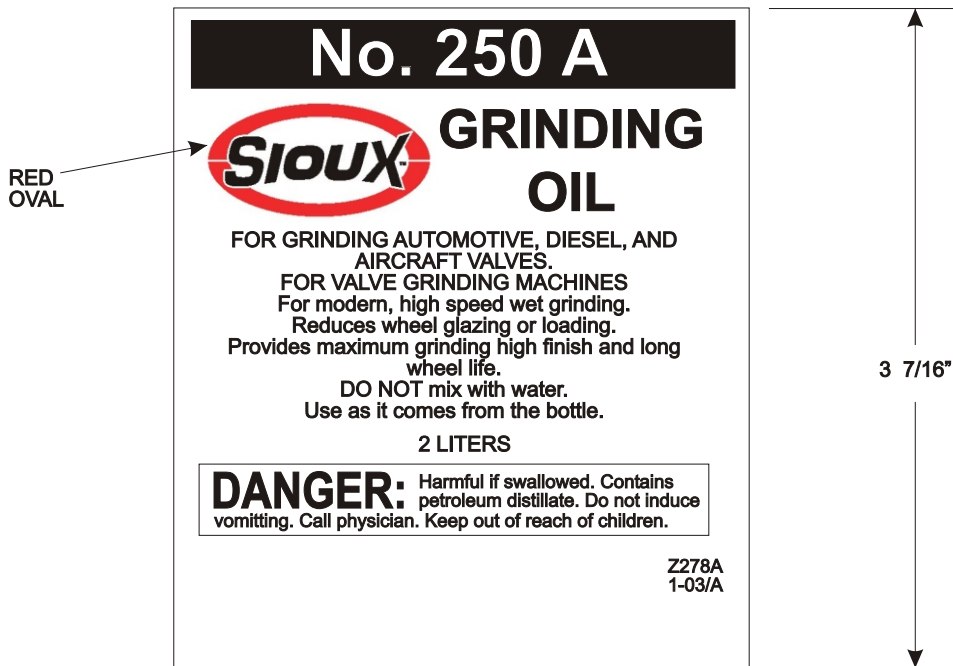 No. 250 A
SIOUX™
GRINDING
OIL
RED
OVAL
FOR GRINDING AUTOMOTIVE, DIESEL, AND
AIRCRAFT VALVES.
FOR VALVE GRINDING MACHINES
For modern, high speed wet grinding.
Reduces wheel glazing or loading.
Provides maximum grinding high finish and long
wheel life.
DO NOT mix with water.
Use as it comes from the bottle.
2 LITERS
DANGER: Harmful if swallowed. Contains
petroleum distillate. Do not induce
vomitting. Call physician. Keep out of reach of children.
Z278A
1-03/A
3 7/16”